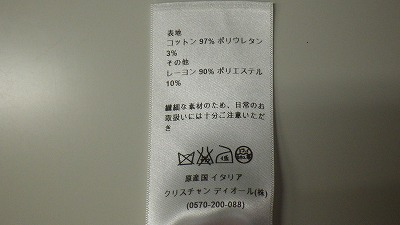 表地
コットン 97% ポリウレタン
3%
その他
レーヨン 90% ポリエステル
10%
繊細な素材のため、日常のお
取扱いには十分ご注意いただ
き
原産国 イタリア
クリスチャン ディオール(株)
(0570-200-088)